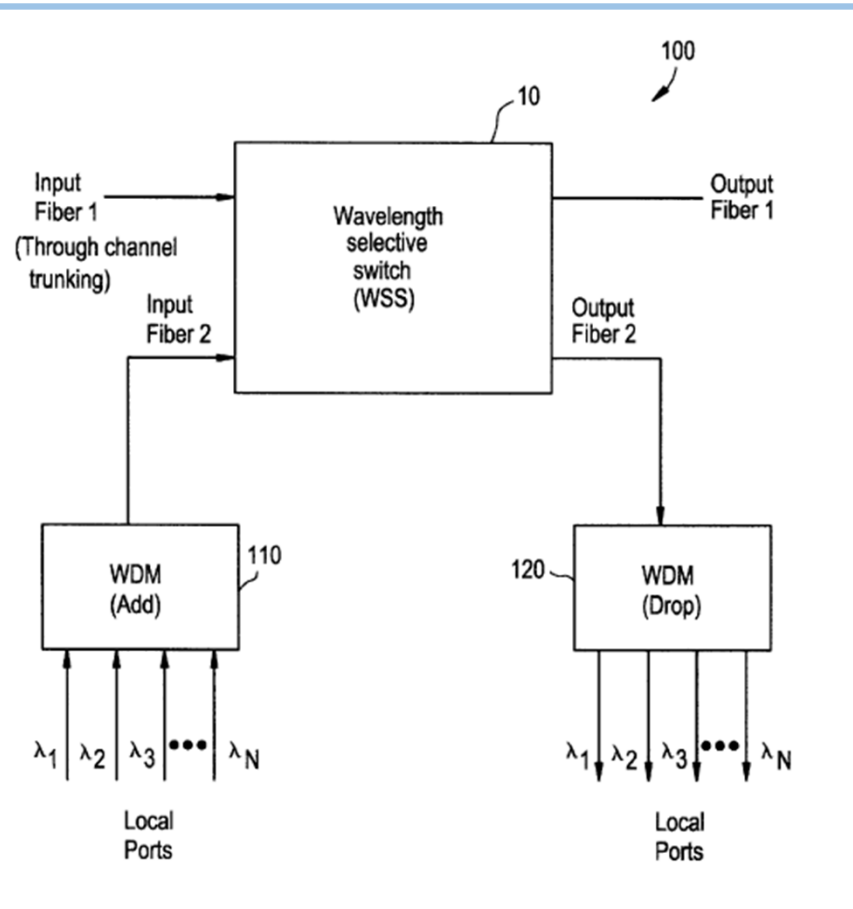 100
10
Input
Fiber 1
(Through channel
trunking)
Wavelength
selective
switch
(WSS)
Output
Fiber 1
Input
Fiber 2
Output
Fiber 2
WDM
(Add)
110
120
WDM
(Drop)
λ1 λ2 λ3 ••• λN
λ1 λ2 λ3 ••• λN
Local
Ports
Local
Ports